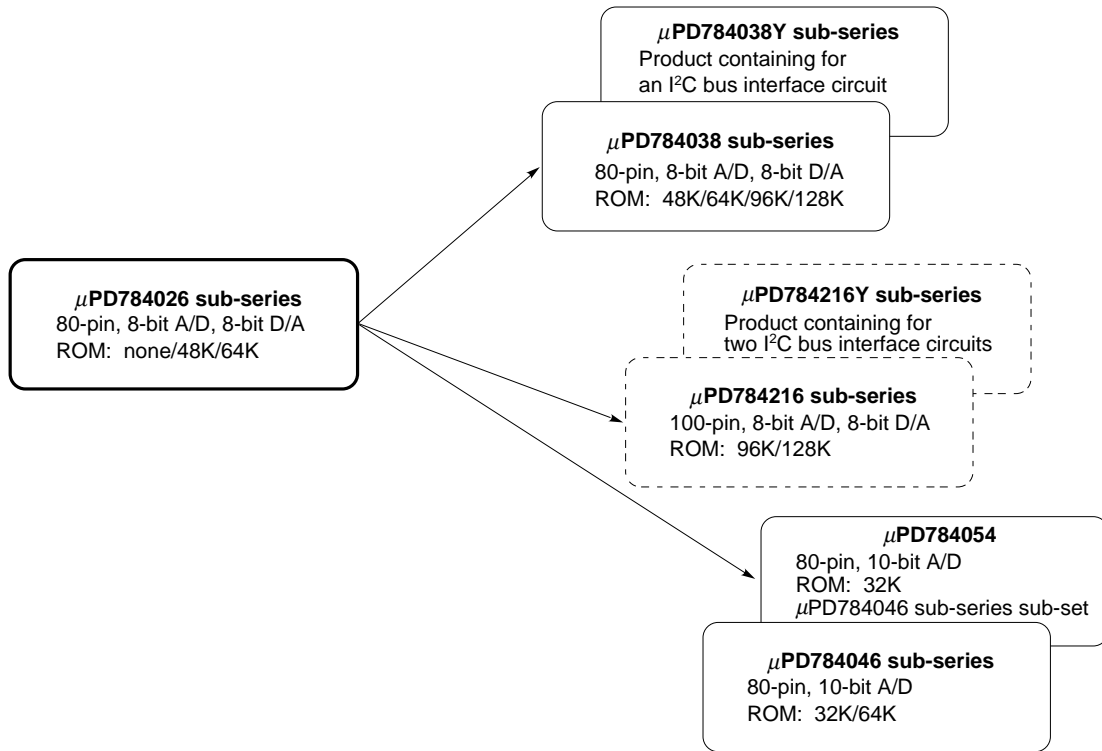 μPD784038Y sub-series
Product containing for
an I²C bus interface circuit
μPD784038 sub-series
80-pin, 8-bit A/D, 8-bit D/A
ROM: 48K/64K/96K/128K
μPD784026 sub-series
80-pin, 8-bit A/D, 8-bit D/A
ROM: none/48K/64K
μPD784216Y sub-series
Product containing for
two I²C bus interface circuits
μPD784216 sub-series
100-pin, 8-bit A/D, 8-bit D/A
ROM: 96K/128K
μPD784054
80-pin, 10-bit A/D
ROM: 32K
μPD784046 sub-series sub-set
μPD784046 sub-series
80-pin, 10-bit A/D
ROM: 32K/64K